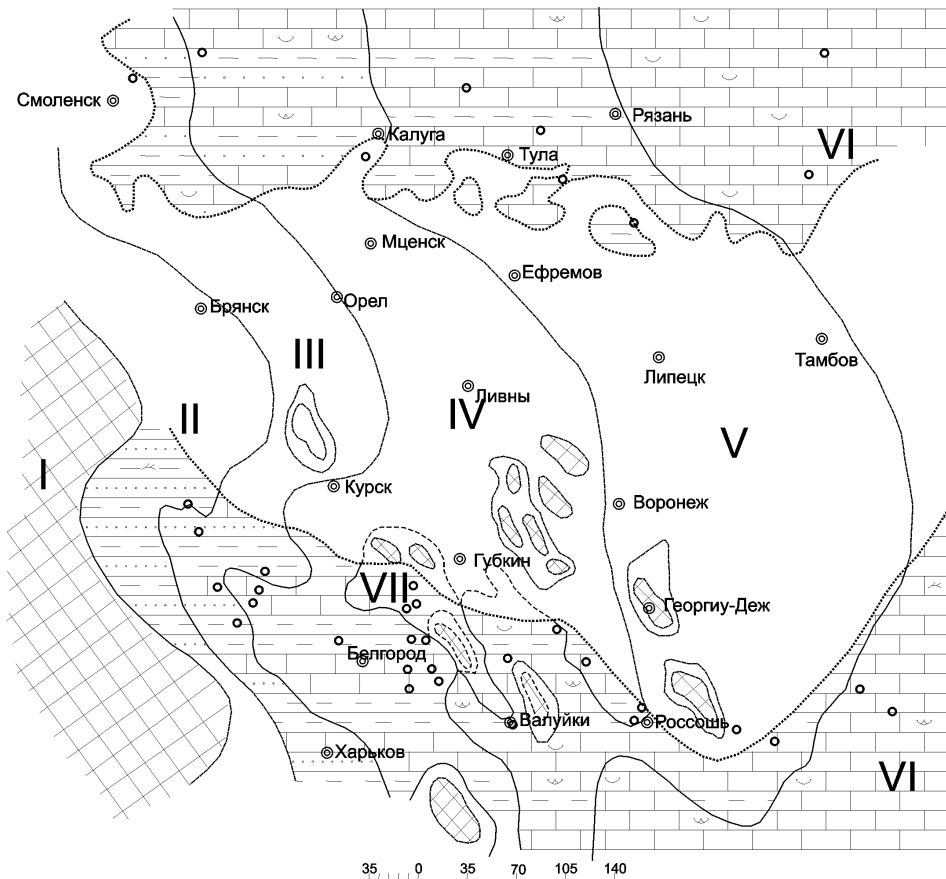 Смоленск
Калуга
Рязань
Тула
VI
Мценск
Ефремов
Брянск
Орел
III
Липецк
Тамбов
Ливны
II
IV
V
I
Курск
Воронеж
Губкин
VII
Георгиу-Деж
Белгород
Валуйки
Россошь
Харьков
VI
35 0 35 70 105 140